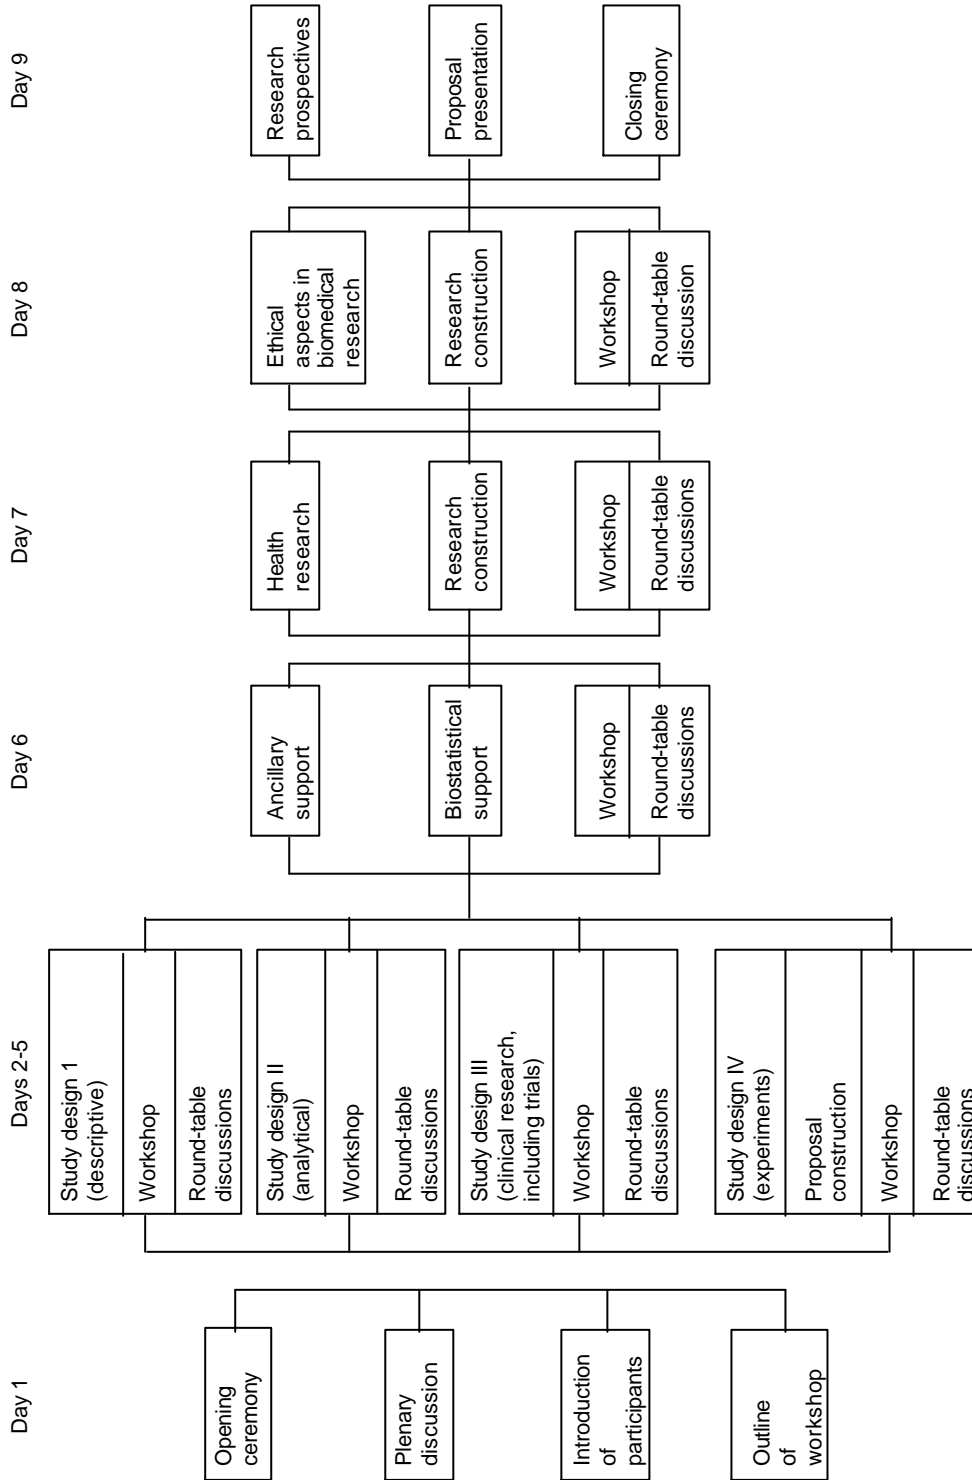 Day 1
Opening
ceremony
Plenary
discussion
Introduction
of
participants
Outline
of
workshop
Days 2-5
Study design 1
(descriptive)
Workshop
Round-table
discussions
Study design II
(analytical)
Workshop
Round-table
discussions
Study design III
(clinical research,
including trials)
Workshop
Round-table
discussions
Study design IV
(experiments)
Proposal
construction
Workshop
Round-table
discussions
Day 6
Ancillary
support
Biostatistical
support
Workshop
Round-table
discussions
Day 7
Health
research
Research
construction
Workshop
Round-table
discussions
Day 8
Ethical
aspects in
biomedical
research
Research
construction
Workshop
Round-table
discussion
Day 9
Research
prospectives
Proposal
presentation
Closing
ceremony